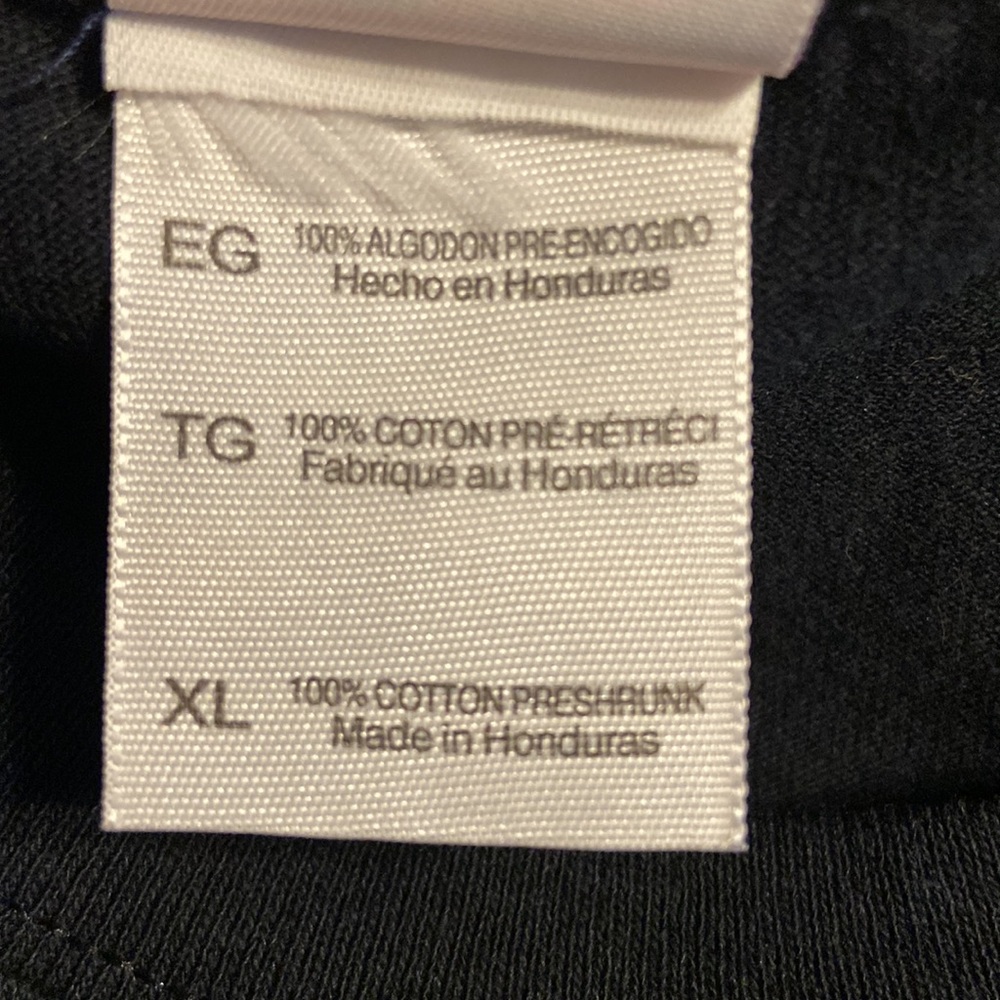 EG 100% ALGODON PRE-ENCOGIDO
Hecho en Honduras
TG 100% COTON PRÉ-RÉTRÉCI
Fabriqué au Honduras
XL 100% COTTON PRESHRUNK
Made in Honduras